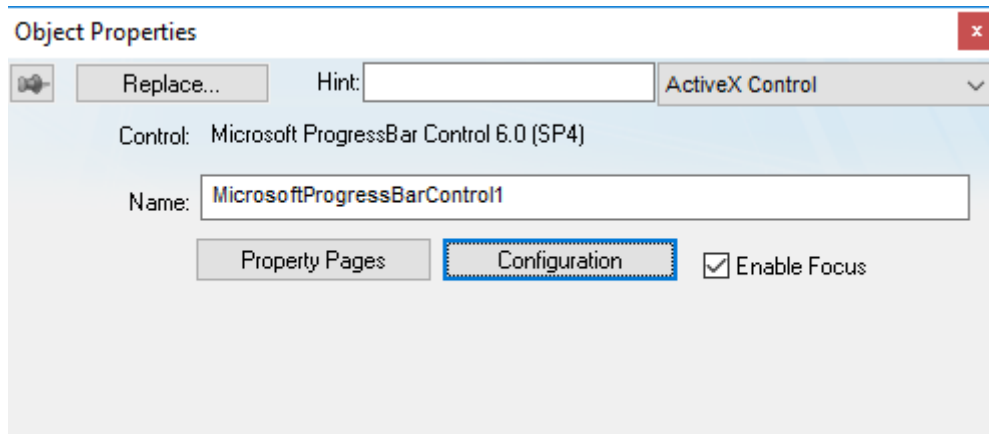 Object Properties
x
Replace... Hint: ActiveX Control
Control: Microsoft ProgressBar Control 6.0 (SP4)
Name: MicrosoftProgressBarControl1
Property Pages Configuration Enable Focus